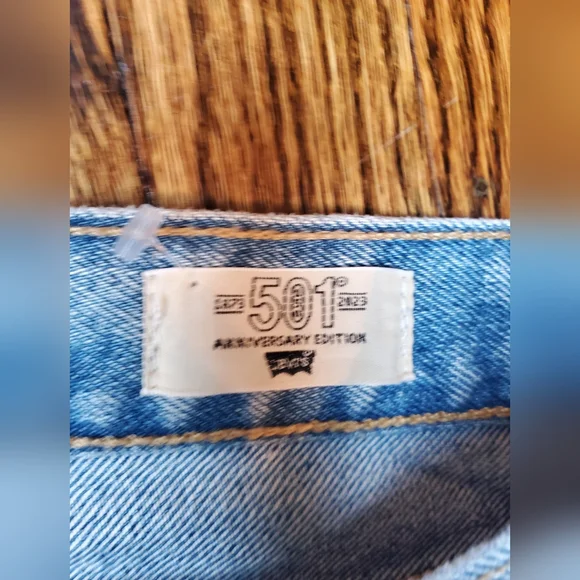 1873 501® 2023
ANNIVERSARY EDITION
Levi's